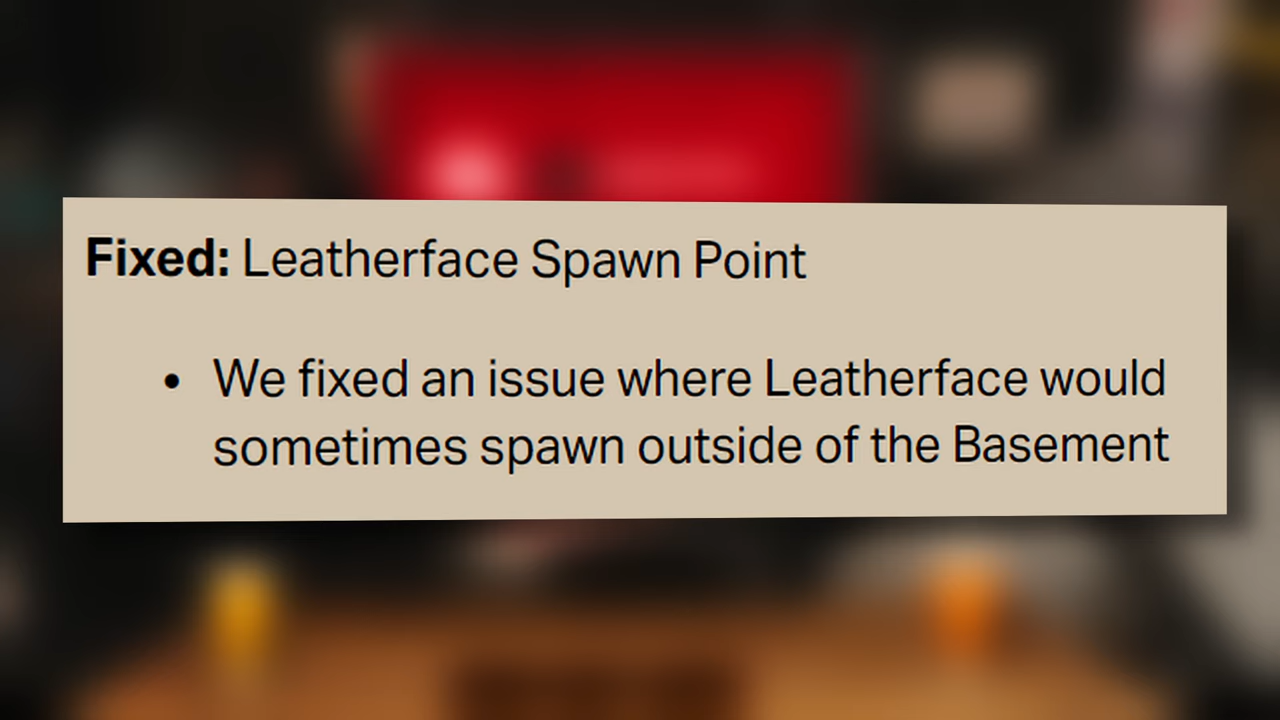 Fixed: Leatherface Spawn Point
• We fixed an issue where Leatherface would
sometimes spawn outside of the Basement